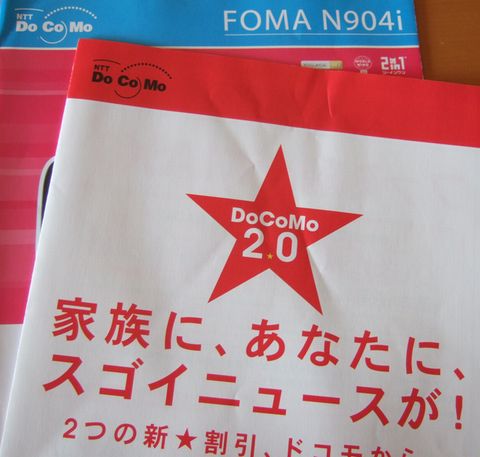 NTT
DoCoMo
FOMA N904i
2in1
NTT
DoCoMo
DoCoMo
2.0
家族に、あなたに、
スゴイニュースが!
2つの新★割引、ドコモから